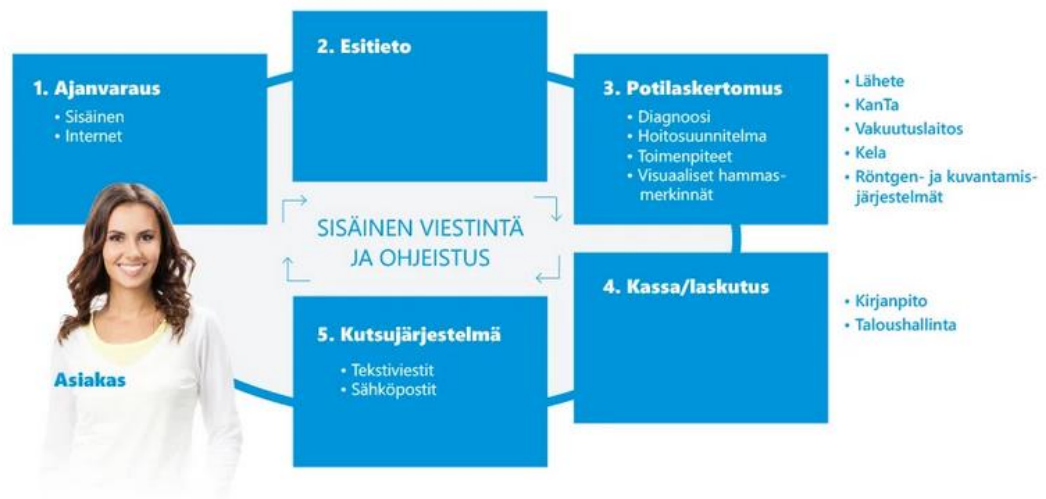 1. Ajanvaraus
• Sisäinen
• Internet
2. Esitieto
3. Potilaskertomus
• Diagnoosi
• Hoitosuunnitelma
• Toimenpiteet
• Visuaaliset hammas-
merkinnät
• Lähete
• KanTa
• Vakuutuslaitos
• Kela
• Röntgen- ja kuvantamis-
järjestelmät
SISÄINEN VIESTINTÄ
JA OHJEISTUS
4. Kassa/laskutus
• Kirjanpito
• Taloushallinta
5. Kutsujärjestelmä
• Tekstiviestit
• Sähköpostit
Asiakas